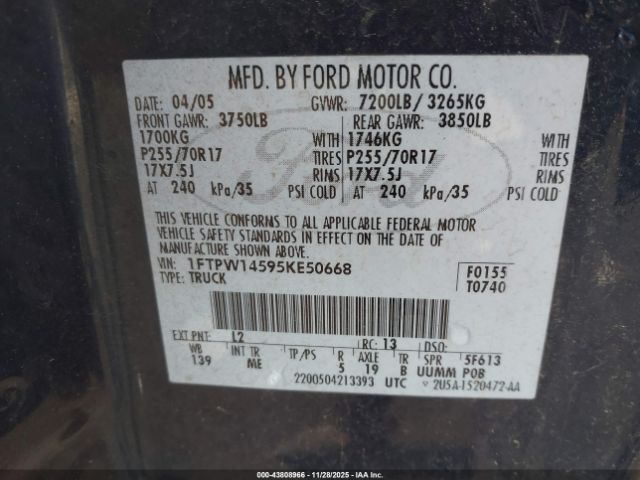 MFD. BY FORD MOTOR CO.
DATE: 04/05 GVWR: 7200LB/ 3265KG
FRONT GAWR: 3750LB REAR GAWR: 3850LB
1700KG WITH 1746KG WITH
P255/70R17 TIRES P255/70R17 TIRES
17X7.5J RIMS 17X7.5J RIMS
AT 240 kPa/35 PSI COLD AT 240 kPa/35 PSI COLD
Ford
THIS VEHICLE CONFORMS TO ALL APPLICABLE FEDERAL MOTOR
VEHICLE SAFETY STANDARDS IN EFFECT ON THE DATE OF
MANUFACTURE SHOWN ABOVE.
VIN: 1FTPW14595KE50668 F0155
TYPE: TRUCK T0740
EXT PNT: L2 RC: 13 DSO:
WB INT TR TP/PS R AXLE TR SPR 5F613
139 ME 5 19 B UUMM POB
2200504213393 UTC 2U5A-1520472-AA
000-43808966 - 11/28/2025 - IAA Inc.